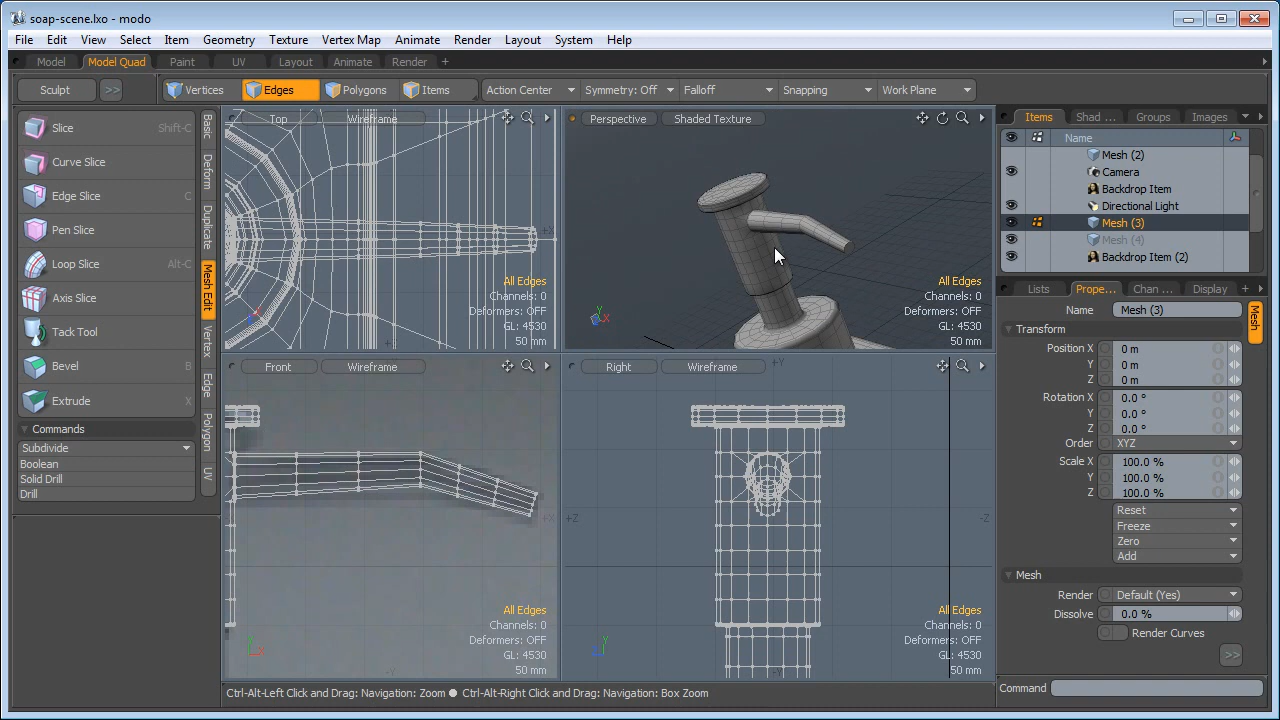 soap-scene.lxo - modo
File Edit View Select Item Geometry Texture Vertex Map Animate Render Layout System Help
Model Model Quad Paint UV Layout Animate Render +
Sculpt >> Vertices Edges Polygons Items Action Center Symmetry: Off Falloff Snapping Work Plane
Slice Shift-C
Curve Slice
Edge Slice C
Pen Slice
Loop Slice Alt-C
Axis Slice
Tack Tool
Bevel B
Extrude X
Commands
Subdivide
Boolean
Solid Drill
Drill
Basic
Deform
Duplicate
Mesh Edit
Vertex
Edge
Polygon
UV
Top Wireframe
+X
All Edges
Channels: 0
Deformers: OFF
GL: 4530
50 mm
Perspective Shaded Texture
Y X
All Edges
Channels: 0
Deformers: OFF
GL: 4530
50 mm
Front Wireframe
+X
-Y
Y X
All Edges
Channels: 0
Deformers: OFF
GL: 4530
50 mm
Right Wireframe
+Y
+Z -Z
-Y
Y
All Edges
Channels: 0
Deformers: OFF
GL: 4530
50 mm
Ctrl-Alt-Left Click and Drag: Navigation: Zoom ● Ctrl-Alt-Right Click and Drag: Navigation: Box Zoom
Items Shad ... Groups Images
Name
Mesh (2)
Camera
Backdrop Item
Directional Light
Mesh (3)
Mesh (4)
Backdrop Item (2)
Lists Prope... Chan ... Display
Name Mesh (3)
Mesh
Transform
Position X 0 m
Y 0 m
Z 0 m
Rotation X 0.0 °
Y 0.0 °
Z 0.0 °
Order XYZ
Scale X 100.0 %
Y 100.0 %
Z 100.0 %
Reset
Freeze
Zero
Add
Mesh
Render Default (Yes)
Dissolve 0.0 %
Render Curves
>>
Command